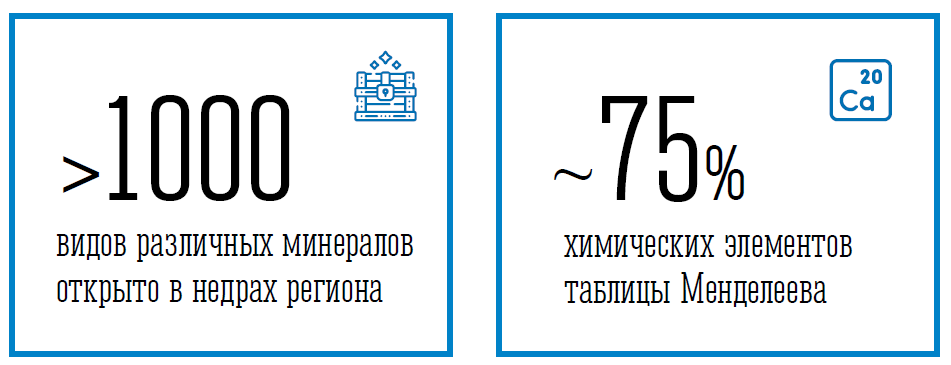 >1000
видов различных минералов
открыто в недрах региона
20
Ca
~75%
химических элементов
таблицы Менделеева